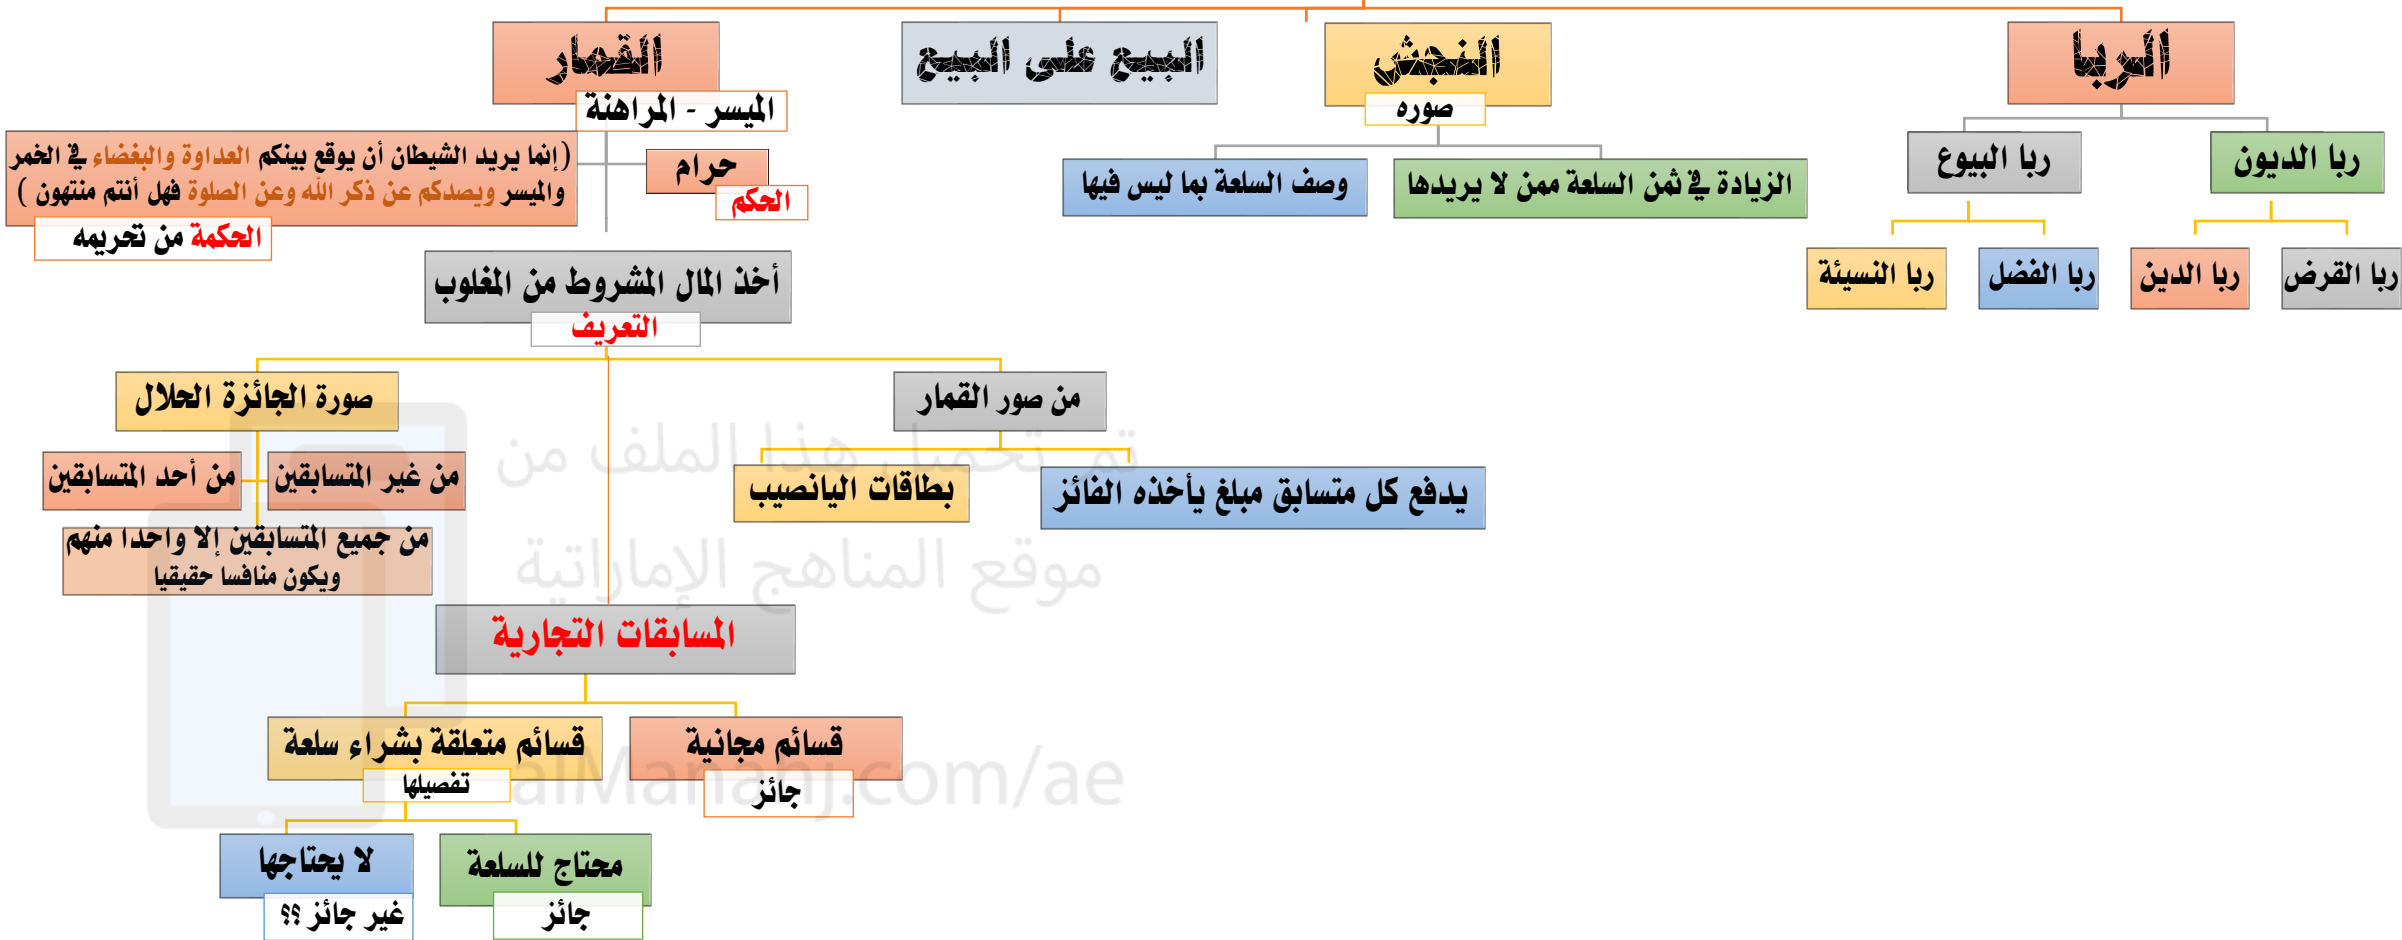 الربا
النجش
البيع على البيع
القمار
صوره
الميسر - المراهنة
ربا الديون
ربا البيوع
الزيادة في ثمن السلعة ممن لا يريدها
وصف السلعة بما ليس فيها
حرام
الحكم
(إنما يريد الشيطان أن يوقع بينكم العداوة والبغضاء في الخمر
والميسر ويصدكم عن ذكر الله وعن الصلوة فهل أنتم منتهون )
الحكمة من تحريمه
ربا القرض
ربا الدين
ربا الفضل
ربا النسيئة
أخذ المال المشروط من المغلوب
التعريف
من صور القمار
صورة الجائزة الحلال
يدفع كل متسابق مبلغ يأخذه الفائز
بطاقات اليانصيب
من غير المتسابقين
من أحد المتسابقين
من جميع المتسابقين إلا واحدا منهم
ويكون منافسا حقيقيا
تم تحميل هذا الملف من
موقع المناهج الإماراتية
المسابقات التجارية
قسائم مجانية
جائز
قسائم متعلقة بشراء سلعة
تفصيلها
alManahj.com/ae
محتاج للسلعة
جائز
لا يحتاجها
غير جائز ؟؟